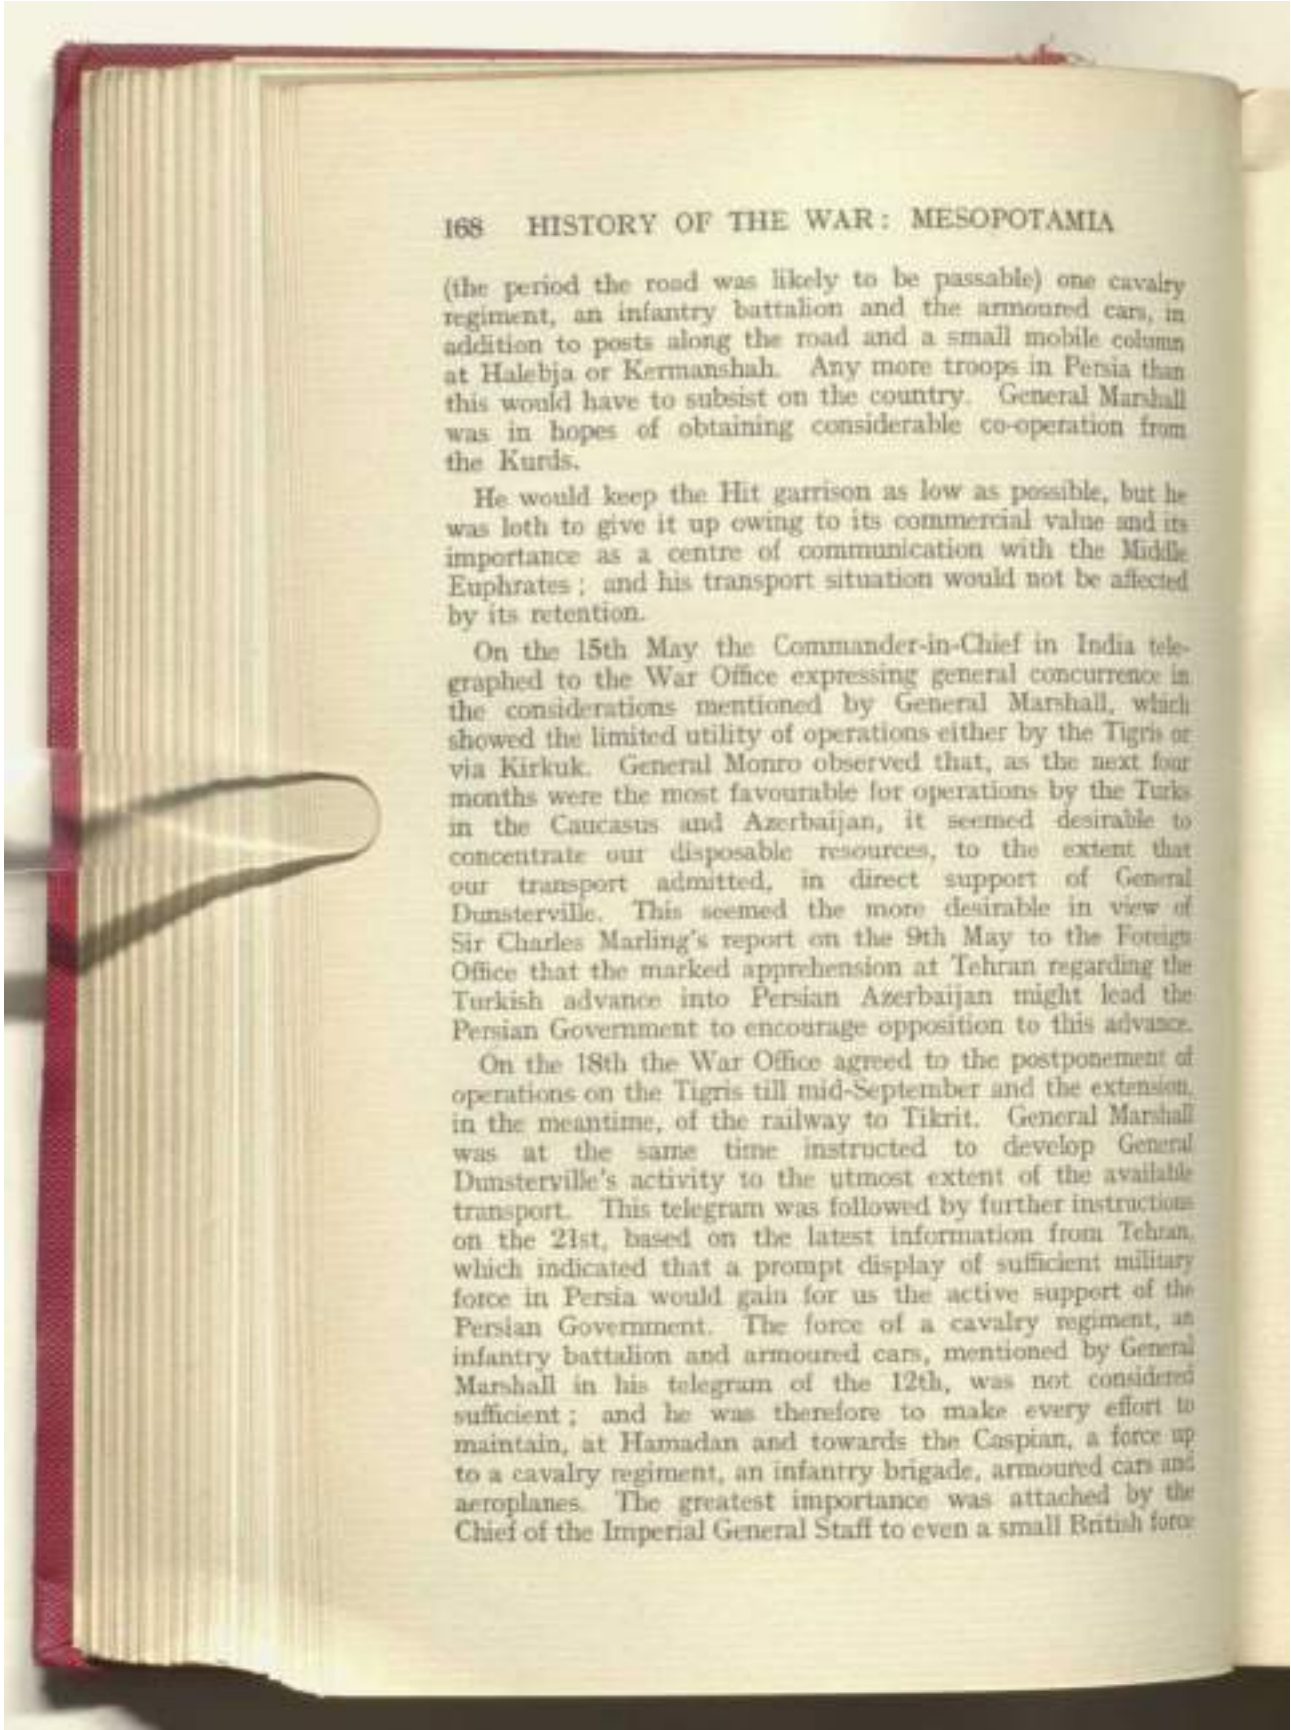 168 HISTORY OF THE WAR: MESOPOTAMIA
(the period the road was likely to be passable) one cavalry
regiment, an infantry battalion and the armoured cars, in
addition to posts along the road and a small mobile column
at Halebja or Kermanshah. Any more troops in Persia than
this would have to subsist on the country. General Marshall
was in hopes of obtaining considerable co-operation from
the Kurds.
He would keep the Hit garrison as low as possible, but he
was loth to give it up owing to its commercial value and its
importance as a centre of communication with the Middle
Euphrates; and his transport situation would not be affected
by its retention.
On the 15th May the Commander-in-Chief in India tele-
graphed to the War Office expressing general concurrence in
the considerations mentioned by General Marshall, which
showed the limited utility of operations either by the Tigris or
via Kirkuk. General Monro observed that, as the next four
months were the most favourable for operations by the Turks
in the Caucasus and Azerbaijan, it seemed desirable to
concentrate our disposable resources, to the extent that
our transport admitted, in direct support of General
Dunsterville. This seemed the more desirable in view of
Sir Charles Marling's report on the 9th May to the Foreign
Office that the marked apprehension at Tehran regarding the
Turkish advance into Persian Azerbaijan might lead the
Persian Government to encourage opposition to this advance.
On the 18th the War Office agreed to the postponement of
operations on the Tigris till mid-September and the extension,
in the meantime, of the railway to Tikrit. General Marshall
was at the same time instructed to develop General
Dunsterville's activity to the utmost extent of the available
transport. This telegram was followed by further instructions
on the 21st, based on the latest information from Tehran,
which indicated that a prompt display of sufficient military
force in Persia would gain for us the active support of the
Persian Government. The force of a cavalry regiment, an
infantry battalion and armoured cars, mentioned by General
Marshall in his telegram of the 12th, was not considered
sufficient; and he was therefore to make every effort to
maintain, at Hamadan and towards the Caspian, a force up
to a cavalry regiment, an infantry brigade, armoured cars and
aeroplanes. The greatest importance was attached by the
Chief of the Imperial General Staff to even a small British force